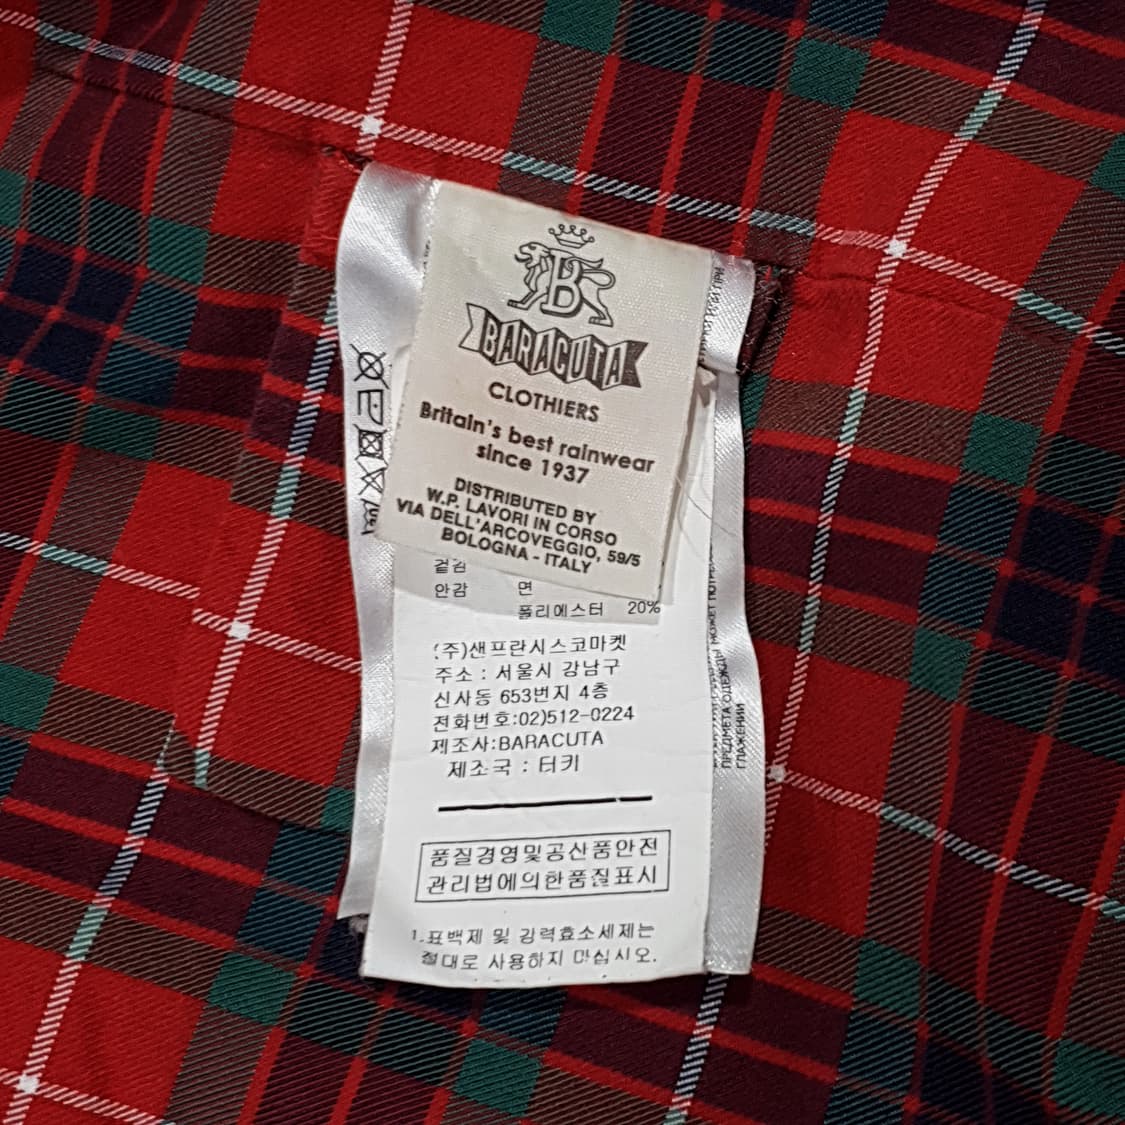 B
BARACUTA
CLOTHIERS
Britain's best rainwear
since 1937
DISTRIBUTED BY
W.P. LAVORI IN CORSO
VIA DELL'ARCOVEGGIO, 59/5
BOLOGNA - ITALY
겉감
안감 면
폴리에스터 20%
(주)샌프란시스코마켓
주소 : 서울시 강남구
신사동 653번지 4층
전화번호:02)512-0224
제조사:BARACUTA
제조국 : 터키
품질경영및공산품안전
관리법에의한품질표시
1.표백제 및 강력효소세제는
절대로 사용하지 마십시오.
МОЖЕТ
ПРЕДМЕТА ОДЕЖДЫ
ГЛАЖЕНИИ